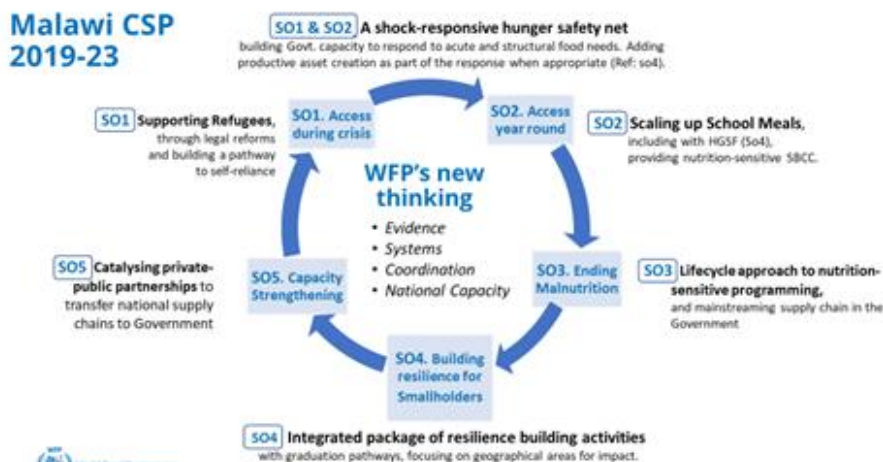 Malawi CSP
2019-23
SO1 & SO2 A shock-responsive hunger safety net
building Govt. capacity to respond to acute and structural food needs. Adding
productive asset creation as part of the response when appropriate (Ref: so4).
SO1 Supporting Refugees,
through legal reforms
and building a pathway
to self-reliance
SO1. Access
during crisis
SO2. Access
year round
SO2 Scaling up School Meals,
including with HGSF (So4),
providing nutrition-sensitive SBCC.
WFP's new
thinking
• Evidence
• Systems
• Coordination
• National Capacity
SO5 Catalysing private-
public partnerships to
transfer national supply
chains to Government
SO5. Capacity
Strengthening
SO3. Ending
Malnutrition
SO3 Lifecycle approach to nutrition-
sensitive programming,
and mainstreaming supply chain in the
Government
SO4. Building
resilience for
Smallholders
SO4 Integrated package of resilience building activities
with graduation pathways, focusing on geographical areas for impact.
WFP